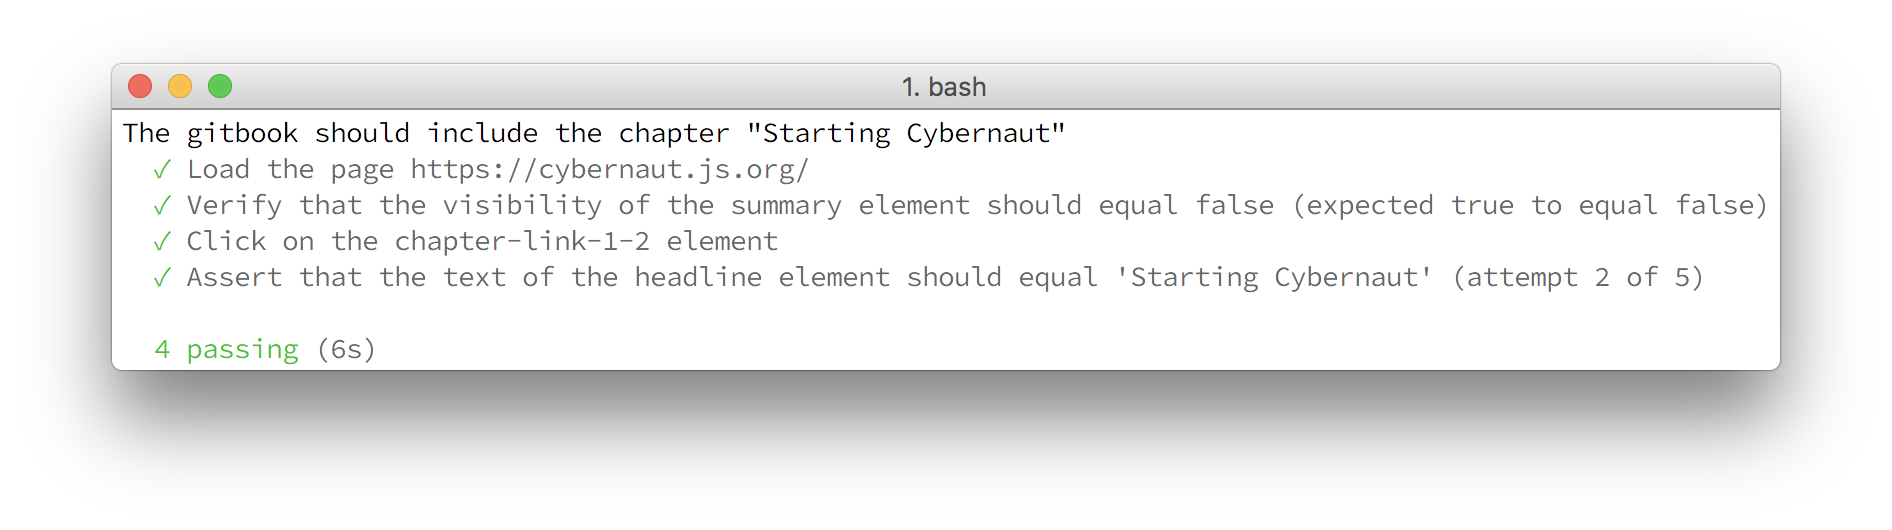 1. bash
The gitbook should include the chapter "Starting Cybernaut"
✓ Load the page https://cybernaut.js.org/
✓ Verify that the visibility of the summary element should equal false (expected true to equal false)
✓ Click on the chapter-link-1-2 element
✓ Assert that the text of the headline element should equal 'Starting Cybernaut' (attempt 2 of 5)
4 passing (6s)